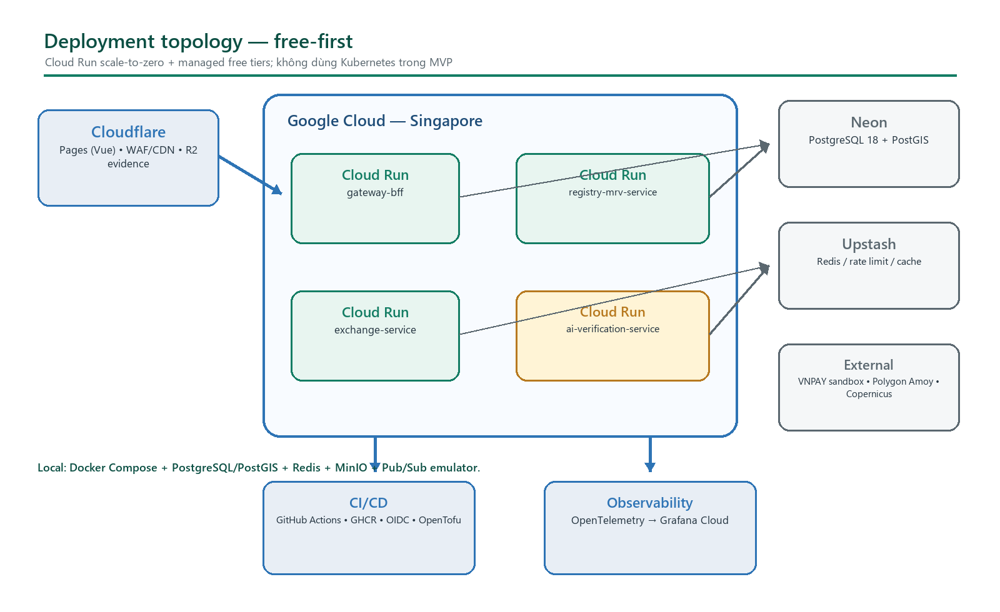 Deployment topology — free-first
Cloud Run scale-to-zero + managed free tiers; không dùng Kubernetes trong MVP
Cloudflare
Pages (Vue) • WAF/CDN • R2
evidence
Google Cloud — Singapore
Cloud Run
gateway-bff
Cloud Run
registry-mrv-service
Cloud Run
exchange-service
Cloud Run
ai-verification-service
Neon
PostgreSQL 18 + PostGIS
Upstash
Redis / rate limit / cache
External
VNPAY sandbox • Polygon Amoy •
Copernicus
Local: Docker Compose + PostgreSQL/PostGIS + Redis + MinIO + Pub/Sub emulator.
CI/CD
GitHub Actions • GHCR • OIDC • OpenTofu
Observability
OpenTelemetry → Grafana Cloud